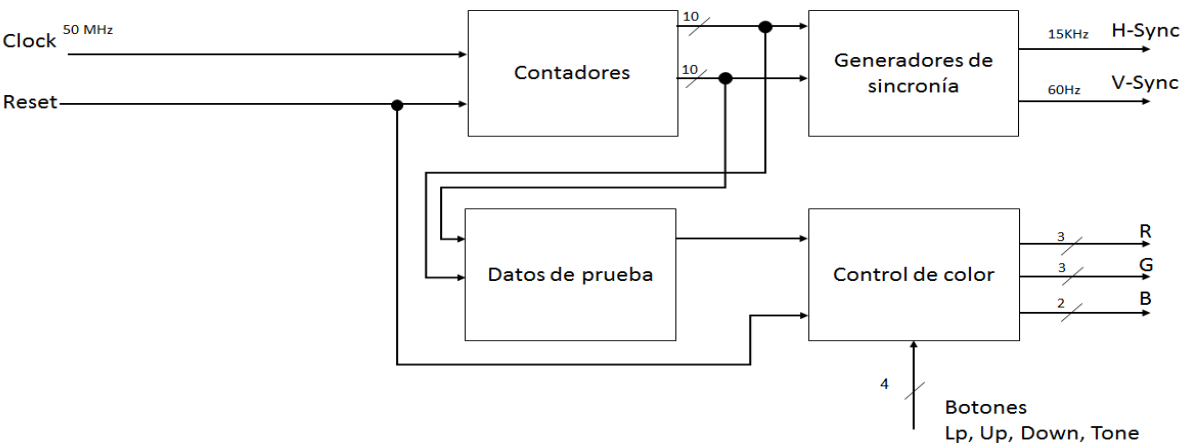 Clock
50 MHz
Reset
Contadores
10
10
Generadores de
sincronía
15KHz
H-Sync
60Hz
V-Sync
Datos de prueba
Control de color
3
R
3
G
2
B
4
Botones
Lp, Up, Down, Tone